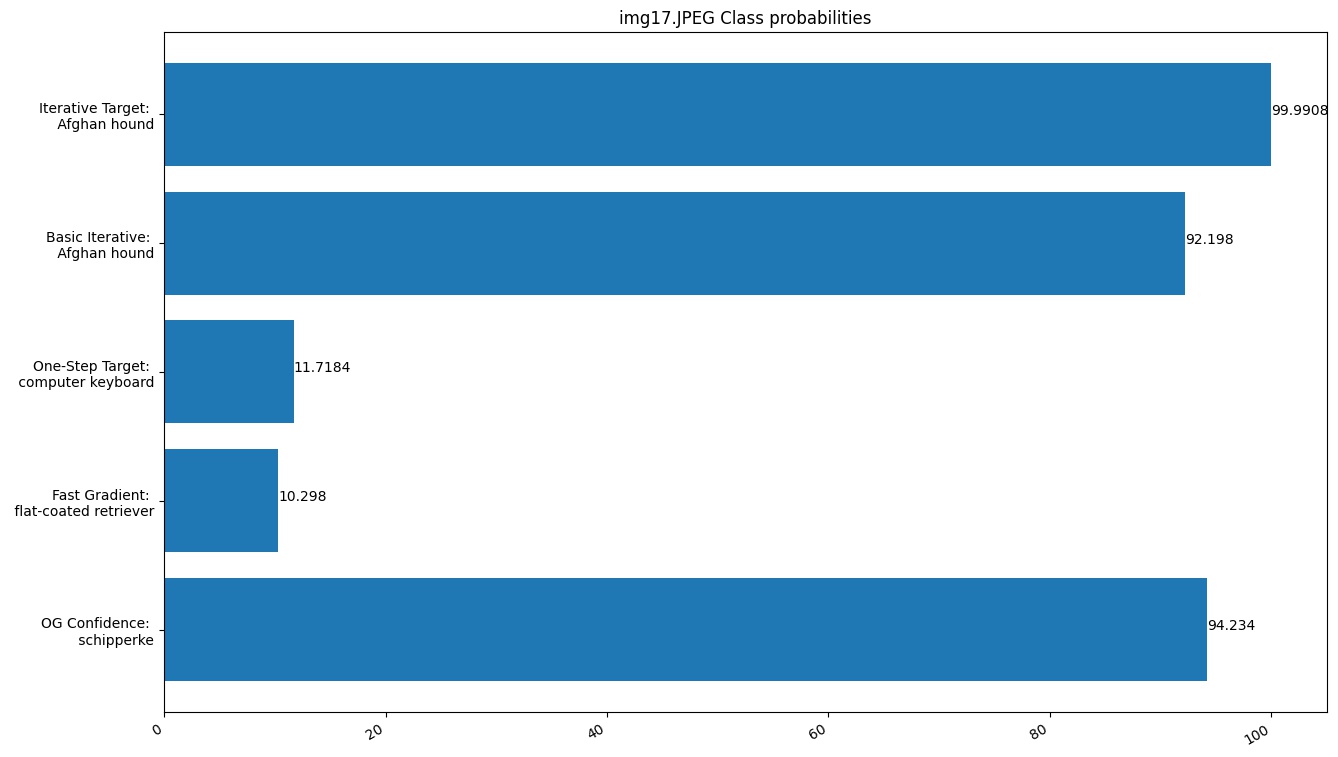 img17.JPEG Class probabilities
Iterative Target:
Afghan hound
99.9908
Basic Iterative:
Afghan hound
92.198
One-Step Target:
computer keyboard
11.7184
Fast Gradient:
flat-coated retriever
10.298
OG Confidence:
schipperke
94.234
0
20
40
60
80
100